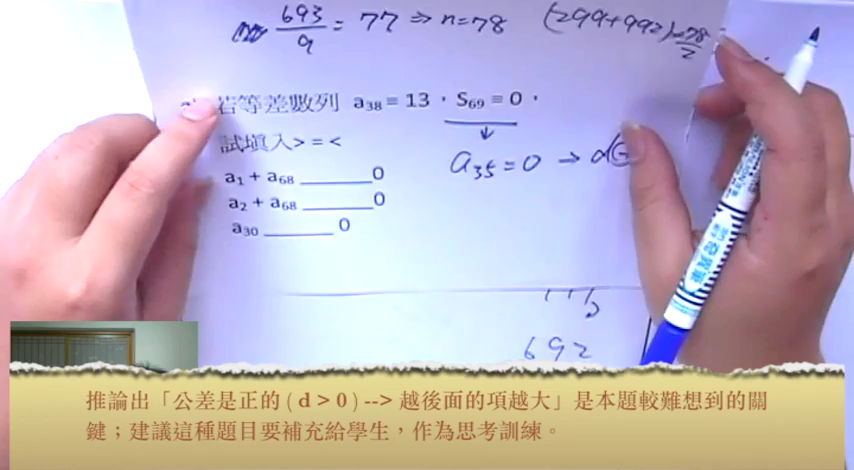 693/9 = 77 ⇒ n=78
(299+992)×78/2
若等差數列 a₃₈ = 13，S₆₉ = 0，
試填入> = <
a₃₅ = 0 → d
a₁ + a₆₈ ______ 0
a₂ + a₆₈ ______ 0
a₃₀ ______ 0
692
推論出「公差是正的 ( d > 0 ) --> 越後面的項越大」是本題較難想到的關
鍵；建議這種題目要補充給學生，作為思考訓練。